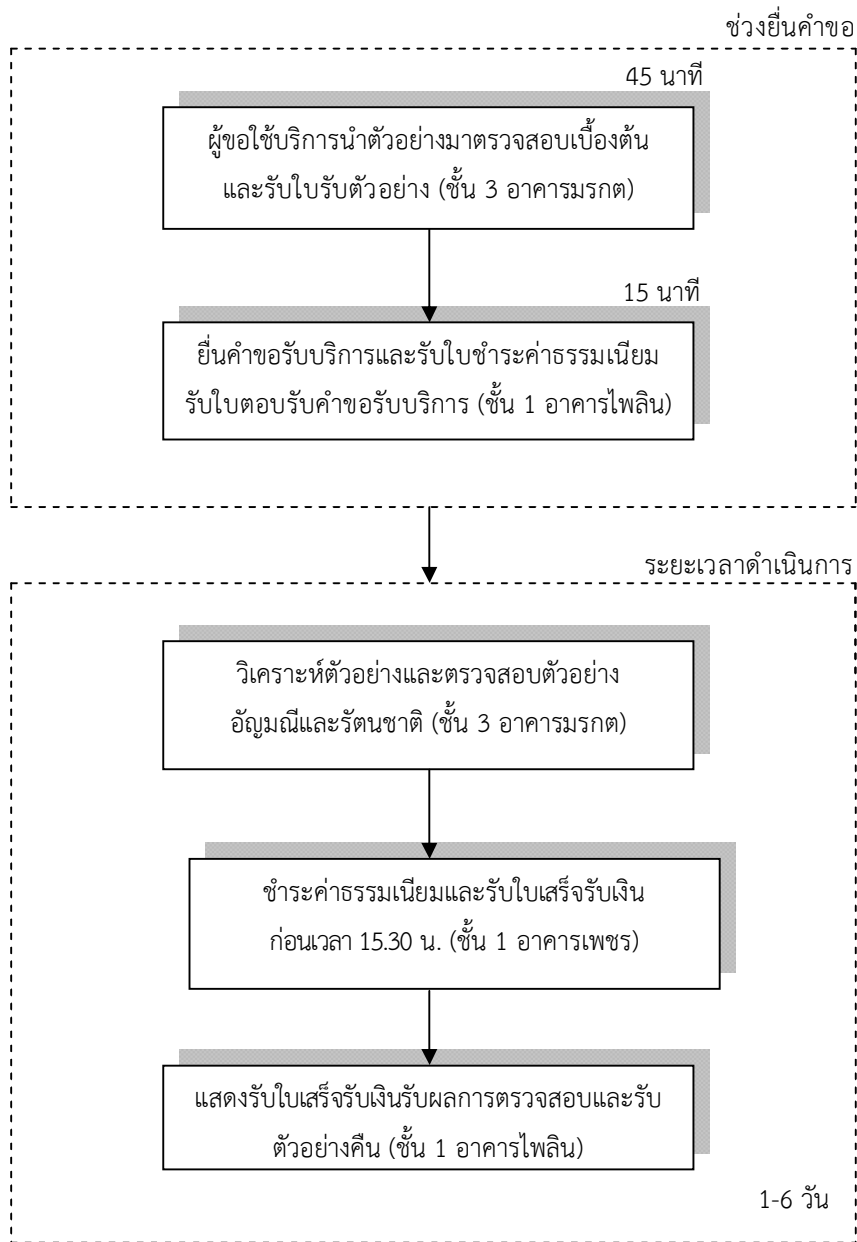 ช่วงยื่นคำขอ
45 นาที
ผู้ขอใช้บริการนำตัวอย่างมาตรวจสอบเบื้องต้น
และรับใบรับตัวอย่าง (ชั้น 3 อาคารมรกต)
15 นาที
ยื่นคำขอรับบริการและรับใบชำระค่าธรรมเนียม
รับใบตอบรับคำขอรับบริการ (ชั้น 1 อาคารไพลิน)
ระยะเวลาดำเนินการ
วิเคราะห์ตัวอย่างและตรวจสอบตัวอย่าง
อัญมณีและรัตนชาติ (ชั้น 3 อาคารมรกต)
ชำระค่าธรรมเนียมและรับใบเสร็จรับเงิน
ก่อนเวลา 15.30 น. (ชั้น 1 อาคารเพชร)
แสดงรับใบเสร็จรับเงินรับผลการตรวจสอบและรับ
ตัวอย่างคืน (ชั้น 1 อาคารไพลิน)
1-6 วัน